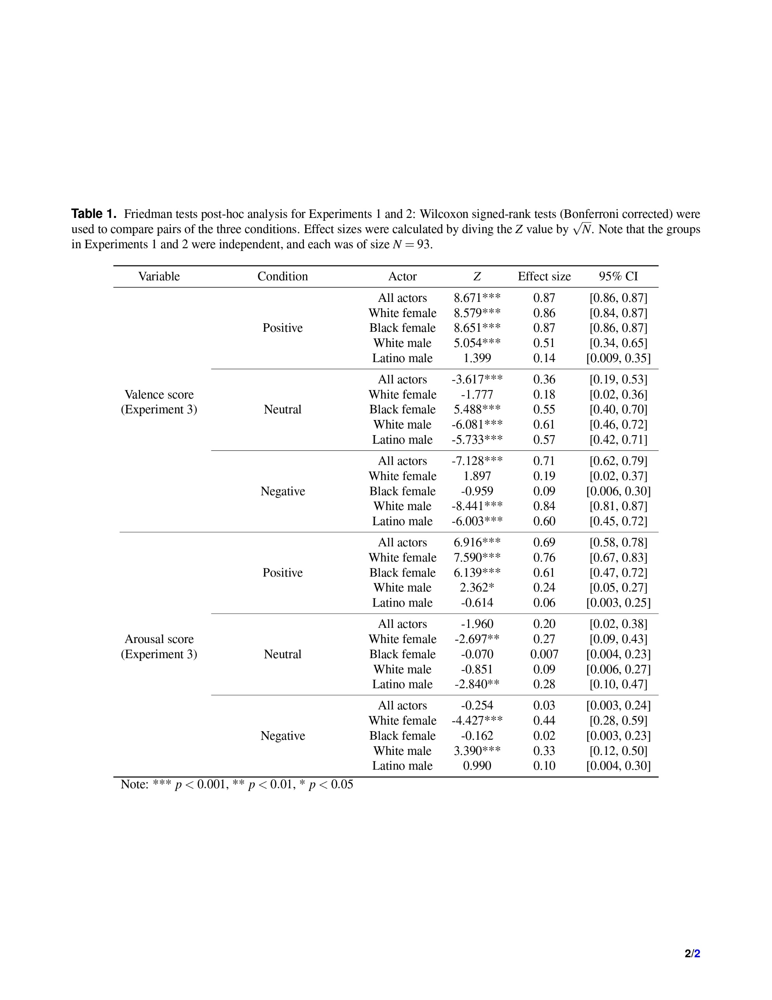 Table 1. Friedman tests post-hoc analysis for Experiments 1 and 2: Wilcoxon signed-rank tests (Bonferroni corrected) were
used to compare pairs of the three conditions. Effect sizes were calculated by diving the Z value by √N. Note that the groups
in Experiments 1 and 2 were independent, and each was of size N = 93.
Variable Condition Actor Z Effect size 95% CI
All actors 8.671*** 0.87 [0.86, 0.87]
White female 8.579*** 0.86 [0.84, 0.87]
Positive Black female 8.651*** 0.87 [0.86, 0.87]
White male 5.054*** 0.51 [0.34, 0.65]
Latino male 1.399 0.14 [0.009, 0.35]
All actors -3.617*** 0.36 [0.19, 0.53]
Valence score White female -1.777 0.18 [0.02, 0.36]
(Experiment 3) Neutral Black female 5.488*** 0.55 [0.40, 0.70]
White male -6.081*** 0.61 [0.46, 0.72]
Latino male -5.733*** 0.57 [0.42, 0.71]
All actors -7.128*** 0.71 [0.62, 0.79]
White female 1.897 0.19 [0.02, 0.37]
Negative Black female -0.959 0.09 [0.006, 0.30]
White male -8.441*** 0.84 [0.81, 0.87]
Latino male -6.003*** 0.60 [0.45, 0.72]
All actors 6.916*** 0.69 [0.58, 0.78]
White female 7.590*** 0.76 [0.67, 0.83]
Positive Black female 6.139*** 0.61 [0.47, 0.72]
White male 2.362* 0.24 [0.05, 0.27]
Latino male -0.614 0.06 [0.003, 0.25]
All actors -1.960 0.20 [0.02, 0.38]
Arousal score White female -2.697** 0.27 [0.09, 0.43]
(Experiment 3) Neutral Black female -0.070 0.007 [0.004, 0.23]
White male -0.851 0.09 [0.006, 0.27]
Latino male -2.840** 0.28 [0.10, 0.47]
All actors -0.254 0.03 [0.003, 0.24]
White female -4.427*** 0.44 [0.28, 0.59]
Negative Black female -0.162 0.02 [0.003, 0.23]
White male 3.390*** 0.33 [0.12, 0.50]
Latino male 0.990 0.10 [0.004, 0.30]
Note: *** p < 0.001, ** p < 0.01, * p < 0.05
2/2